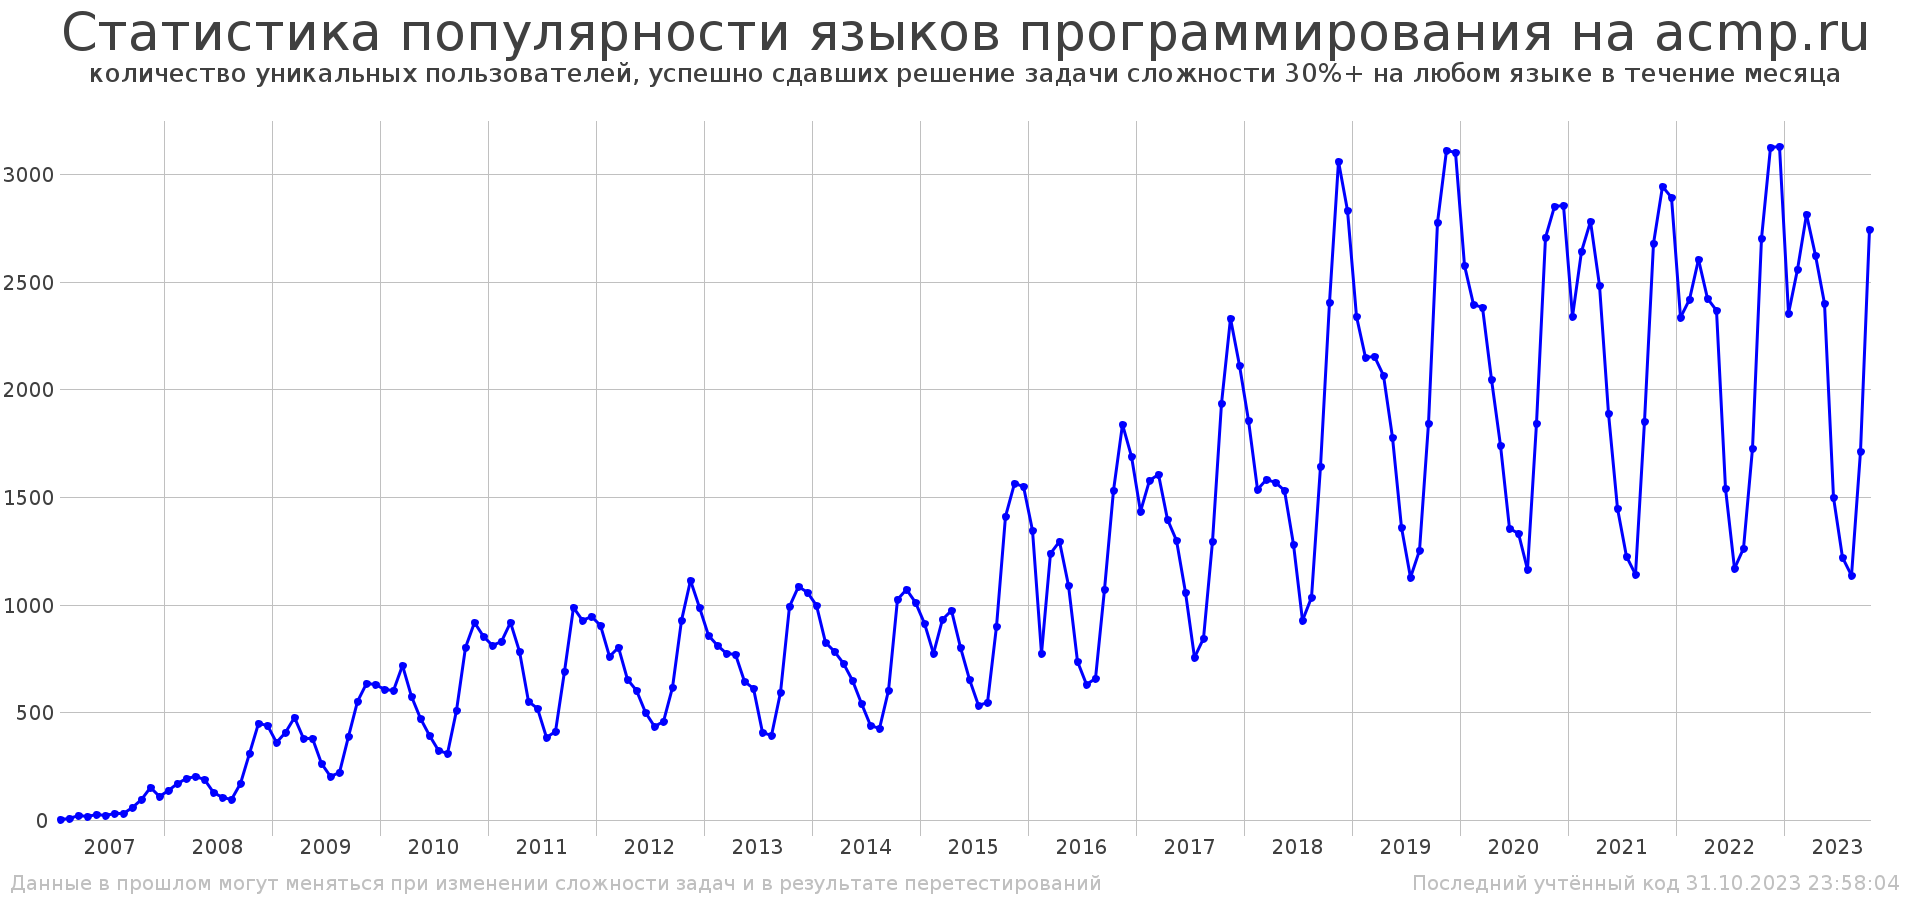 Статистика популярности языков программирования на acmp.ru
количество уникальных пользователей, успешно сдавших решение задачи сложности 30%+ на любом языке в течение месяца
3000
2500
2000
1500
1000
500
0
2007 2008 2009 2010 2011 2012 2013 2014 2015 2016 2017 2018 2019 2020 2021 2022 2023
Данные в прошлом могут меняться при изменении сложности задач и в результате перетестирований
Последний учтённый код 31.10.2023 23:58:04